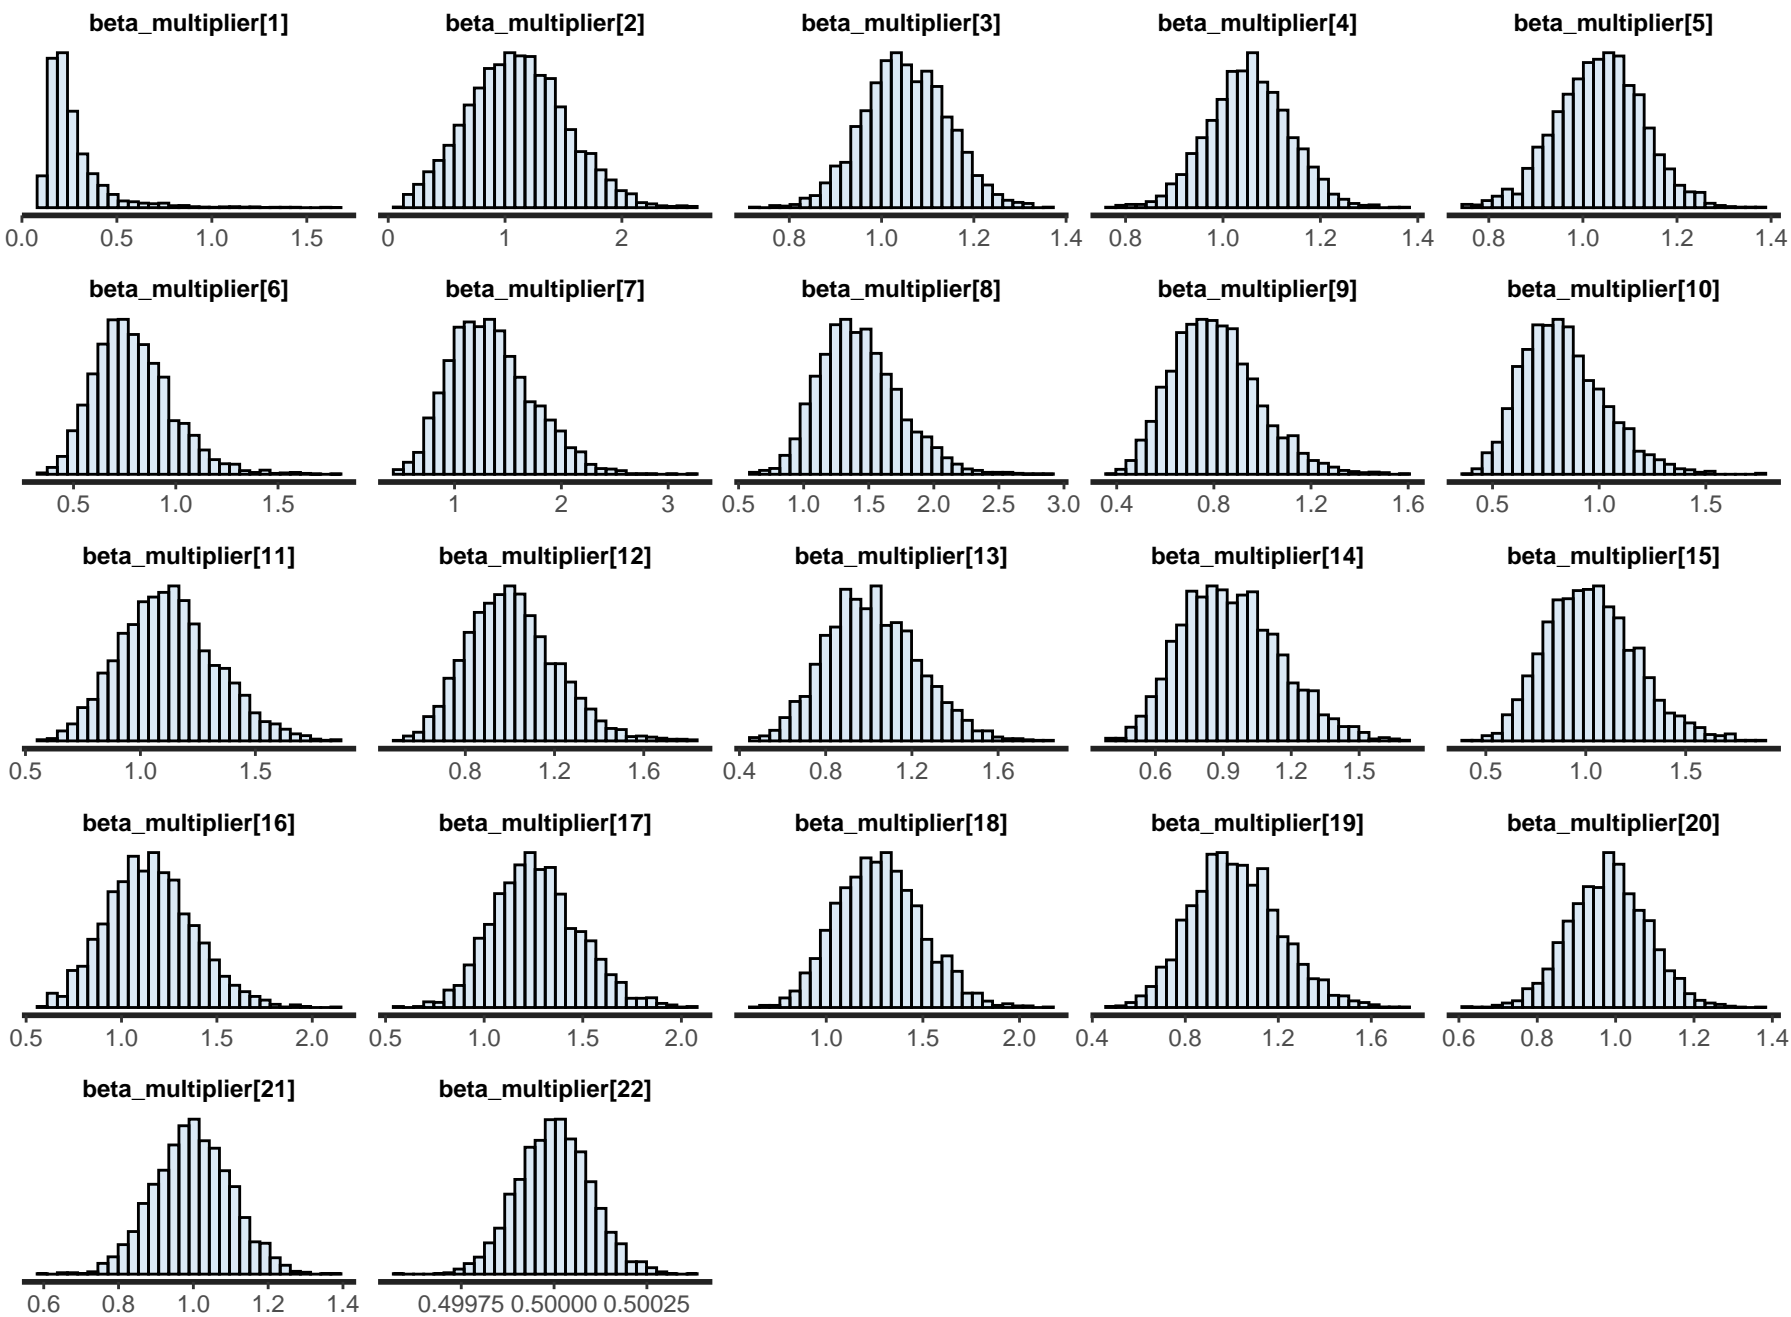 beta_multiplier[1] beta_multiplier[2] beta_multiplier[3] beta_multiplier[4] beta_multiplier[5]
0.0 0.5 1.0 1.5 0 1 2 0.8 1.0 1.2 1.4 0.8 1.0 1.2 1.4 0.8 1.0 1.2 1.4
beta_multiplier[6] beta_multiplier[7] beta_multiplier[8] beta_multiplier[9] beta_multiplier[10]
0.5 1.0 1.5 1 2 3 0.5 1.0 1.5 2.0 2.5 3.0 0.4 0.8 1.2 1.6 0.5 1.0 1.5
beta_multiplier[11] beta_multiplier[12] beta_multiplier[13] beta_multiplier[14] beta_multiplier[15]
0.5 1.0 1.5 0.8 1.2 1.6 0.4 0.8 1.2 1.6 0.6 0.9 1.2 1.5 0.5 1.0 1.5
beta_multiplier[16] beta_multiplier[17] beta_multiplier[18] beta_multiplier[19] beta_multiplier[20]
0.5 1.0 1.5 2.0 0.5 1.0 1.5 2.0 1.0 1.5 2.0 0.4 0.8 1.2 1.6 0.6 0.8 1.0 1.2 1.4
beta_multiplier[21] beta_multiplier[22]
0.6 0.8 1.0 1.2 1.4 0.49975 0.50000 0.50025